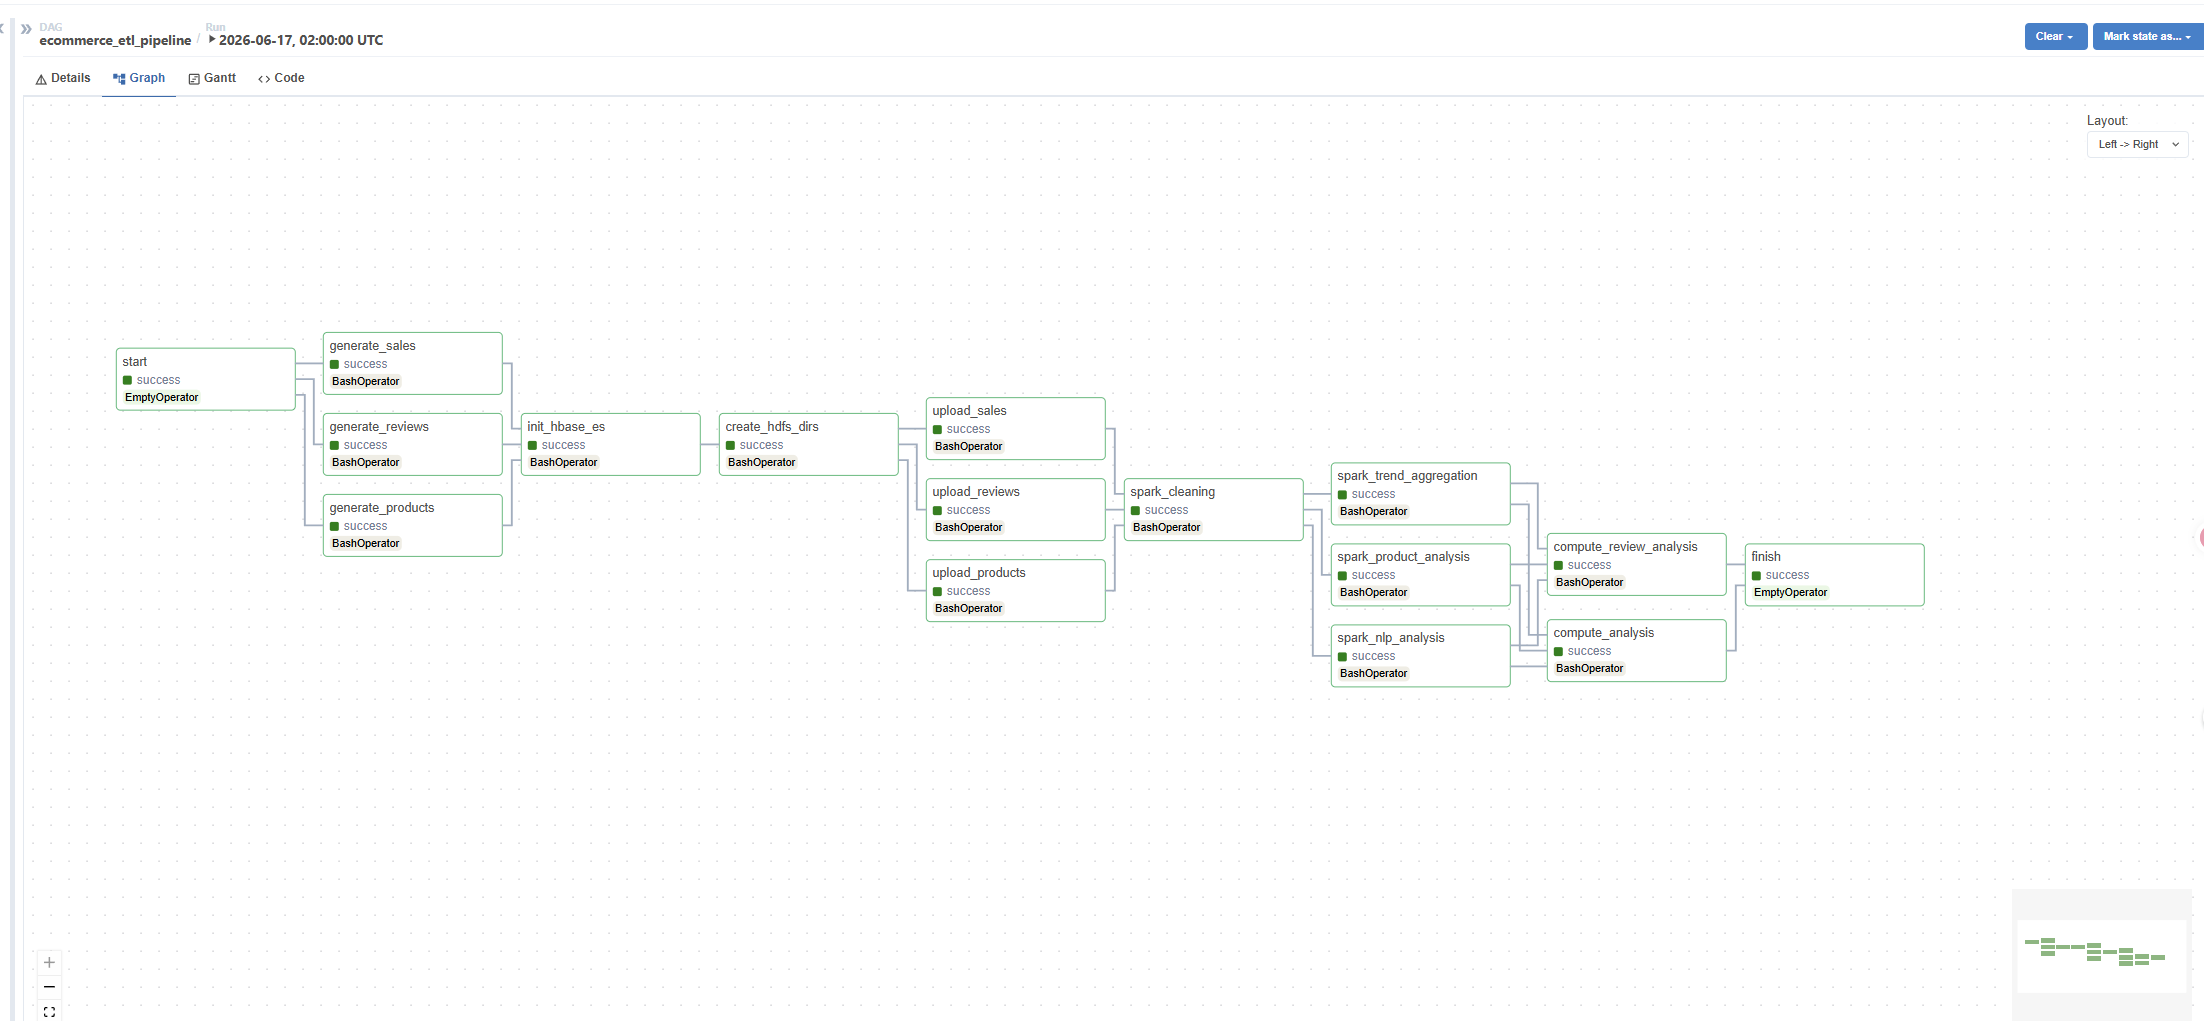 DAG
Run
ecommerce_etl_pipeline / 2026-06-17, 02:00:00 UTC
Clear
Mark state as...
Details
Graph
Gantt
Code
Layout:
Left -> Right
start
success
EmptyOperator
generate_sales
success
BashOperator
generate_reviews
success
BashOperator
generate_products
success
BashOperator
init_hbase_es
success
BashOperator
create_hdfs_dirs
success
BashOperator
upload_sales
success
BashOperator
upload_reviews
success
BashOperator
upload_products
success
BashOperator
spark_cleaning
success
BashOperator
spark_trend_aggregation
success
BashOperator
spark_product_analysis
success
BashOperator
spark_nlp_analysis
success
BashOperator
compute_review_analysis
success
BashOperator
compute_analysis
success
BashOperator
finish
success
EmptyOperator